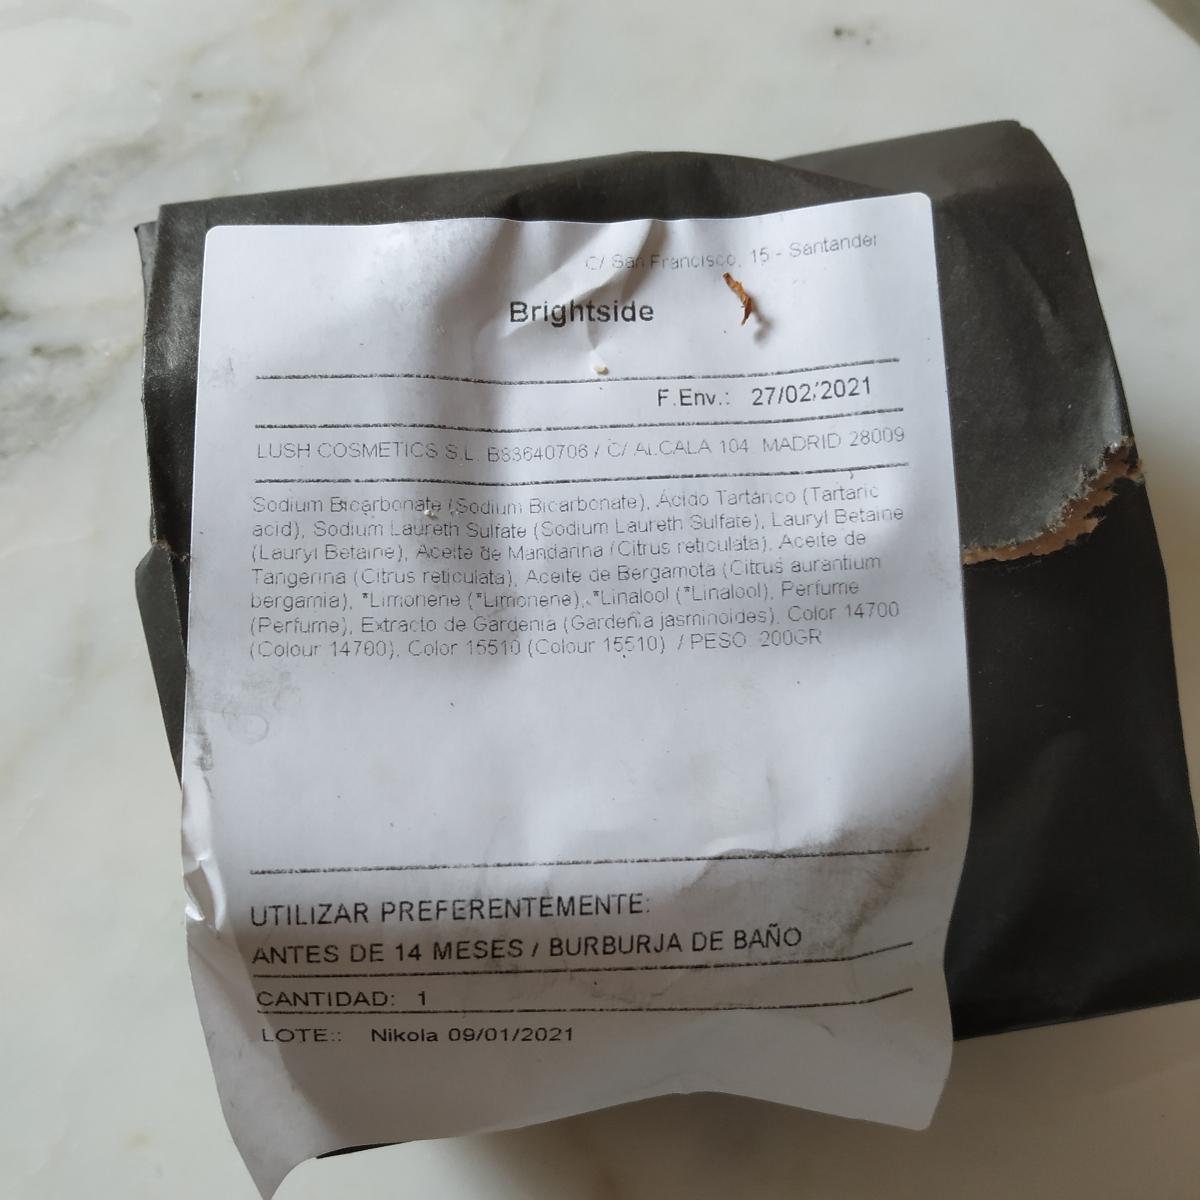 C/ San Francisco, 15 - Santander
Brightside
F.Env.: 27/02/2021
LUSH COSMETICS S.L. B83640706 / C/ ALCALA 104. MADRID 28009
Sodium Bicarbonate (Sodium Bicarbonate), Ácido Tartárico (Tartaric
acid), Sodium Laureth Sulfate (Sodium Laureth Sulfate), Lauryl Betaine
(Lauryl Betaine), Aceite de Mandarina (Citrus reticulata), Aceite de
Tangerina (Citrus reticulata), Aceite de Bergamota (Citrus aurantium
bergamia), *Limonene (*Limonene), *Linalool (*Linalool), Perfume
(Perfume), Extracto de Gardenia (Gardenia jasminoides), Color 14700
(Colour 14700), Color 15510 (Colour 15510) / PESO: 200GR
UTILIZAR PREFERENTEMENTE:
ANTES DE 14 MESES / BURBURJA DE BAÑO
CANTIDAD: 1
LOTE:: Nikola 09/01/2021